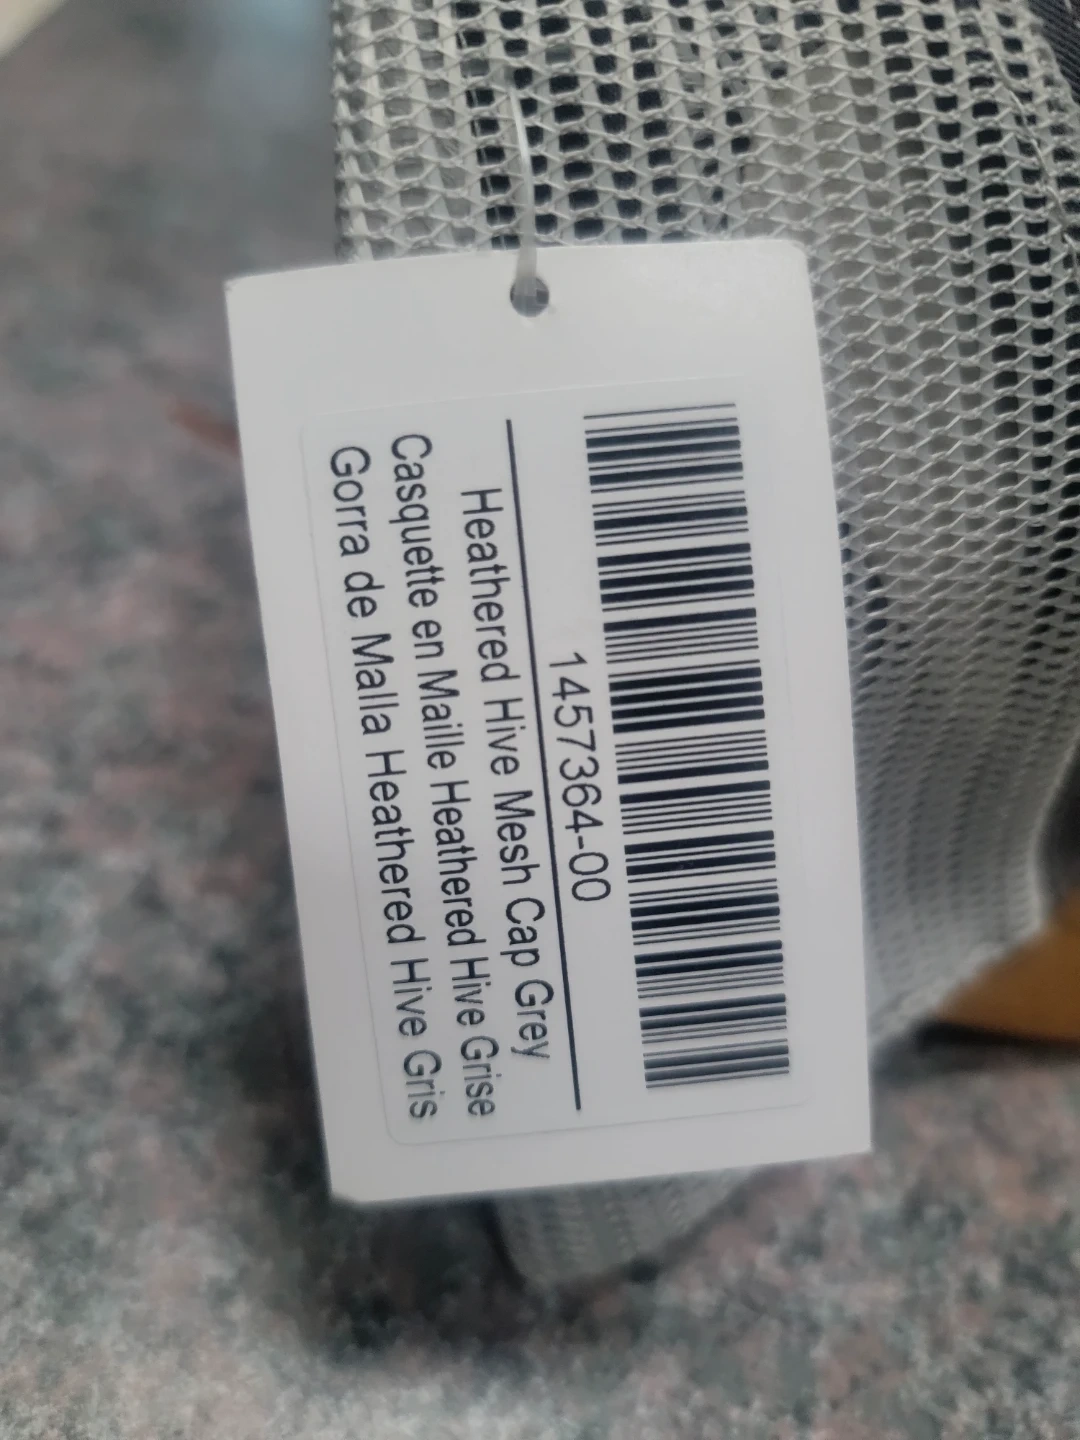 1457364-00
Heathered Hive Mesh Cap Grey
Casquette en Maille Heathered Hive Grise
Gorra de Malla Heathered Hive Gris